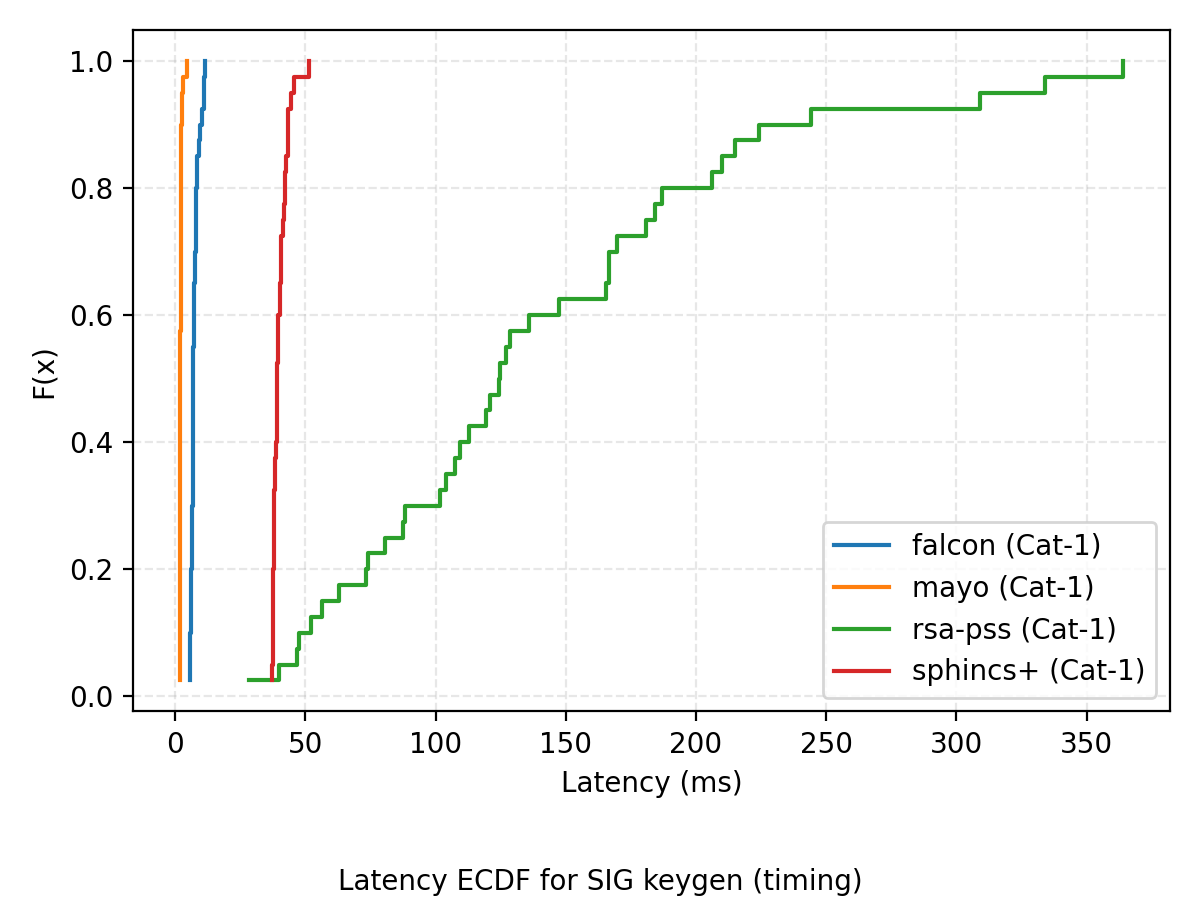 1.0
0.8
0.6
0.4
0.2
0.0
F(x)
falcon (Cat-1)
mayo (Cat-1)
rsa-pss (Cat-1)
sphincs+ (Cat-1)
0 50 100 150 200 250 300 350
Latency (ms)
Latency ECDF for SIG keygen (timing)